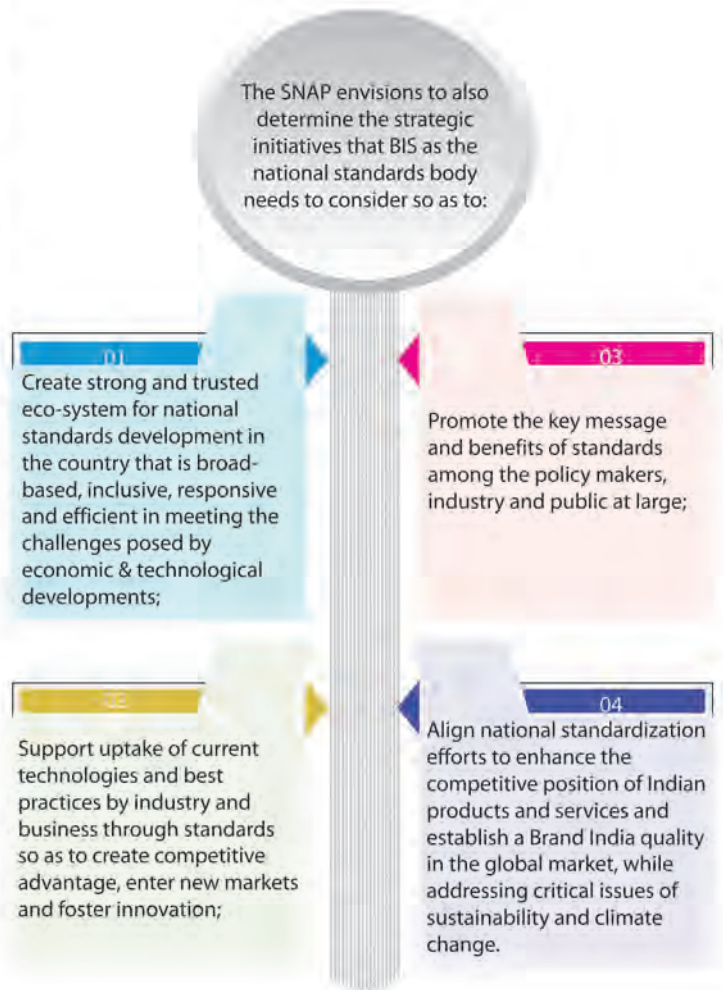 The SNAP envisions to also
determine the strategic
initiatives that BIS as the
national standards body
needs to consider so as to:
01
Create strong and trusted
eco-system for national
standards development in
the country that is broad-
based, inclusive, responsive
and efficient in meeting the
challenges posed by
economic & technological
developments;
02
Support uptake of current
technologies and best
practices by industry and
business through standards
so as to create competitive
advantage, enter new markets
and foster innovation;
03
Promote the key message
and benefits of standards
among the policy makers,
industry and public at large;
04
Align national standardization
efforts to enhance the
competitive position of Indian
products and services and
establish a Brand India quality
in the global market, while
addressing critical issues of
sustainability and climate
change.